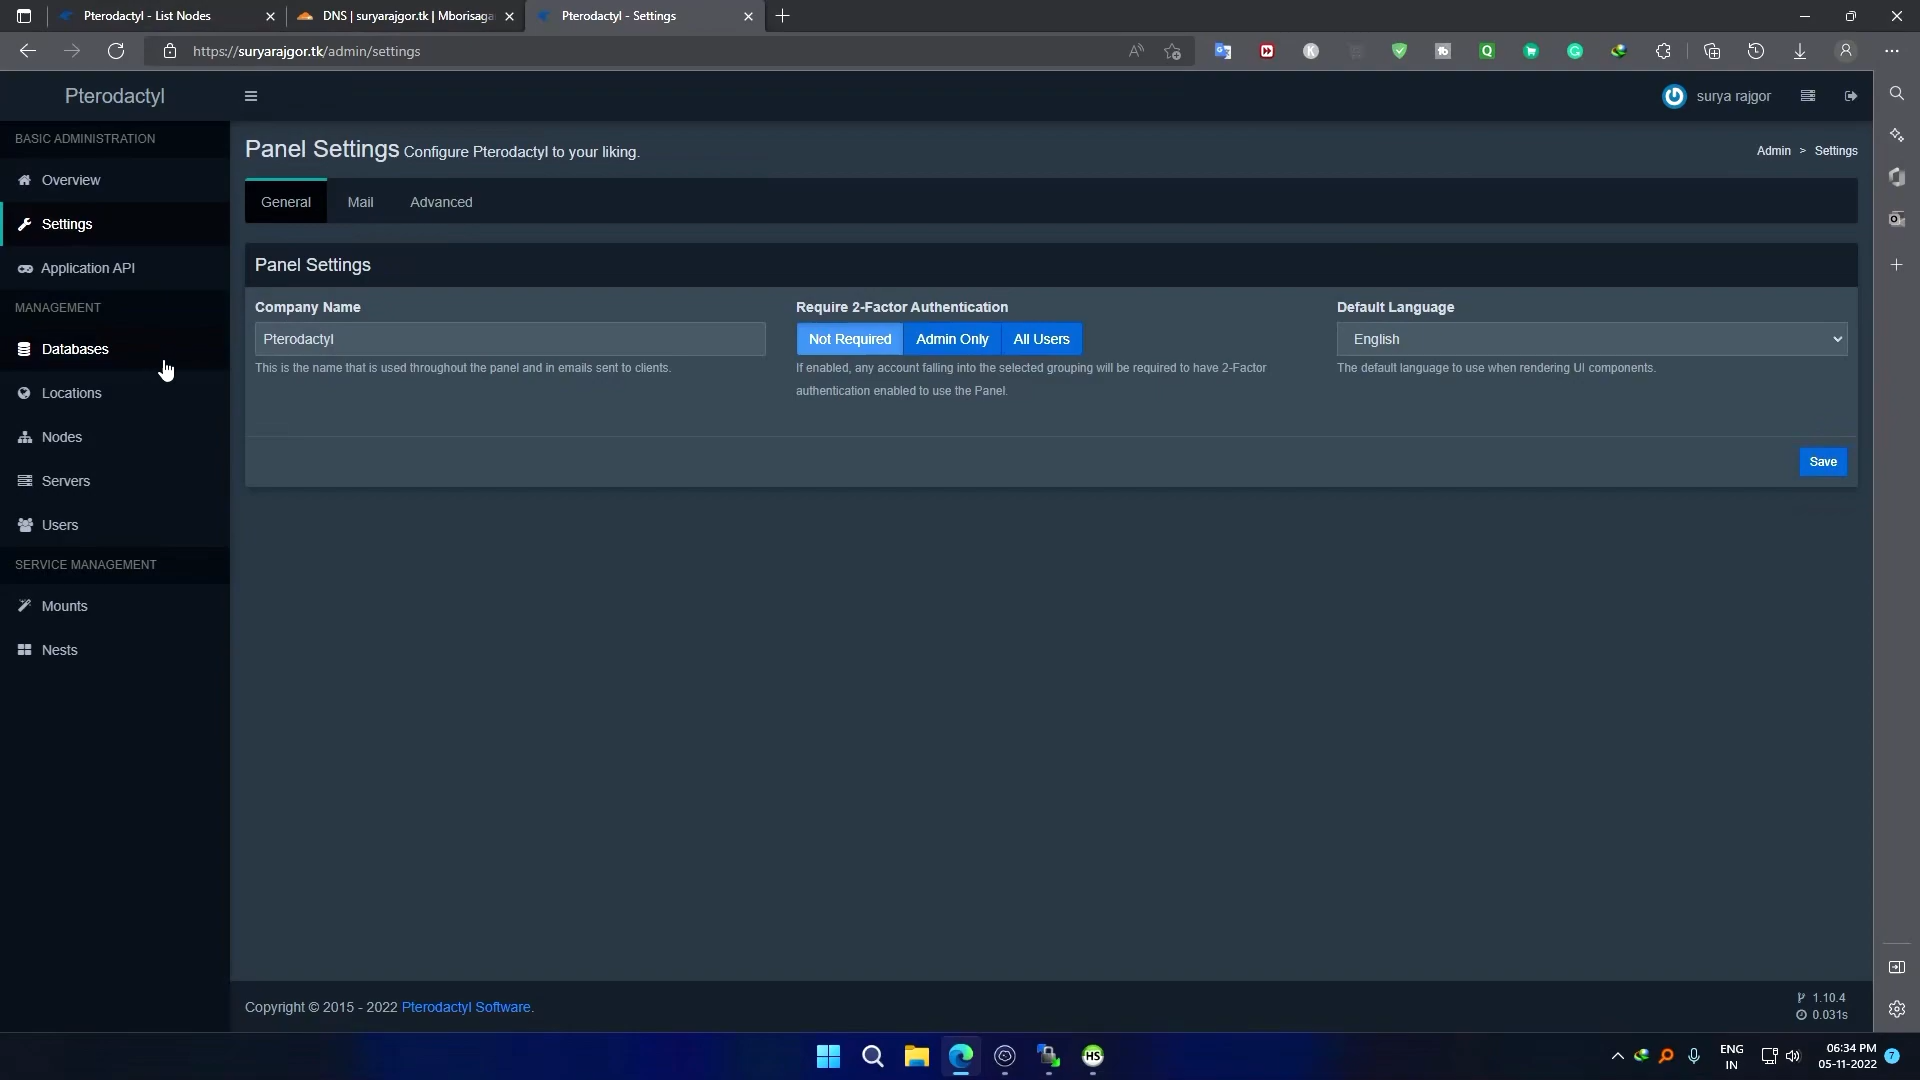 Pterodactyl - List Nodes
DNS | suryarajgor.tk | Mborisaga
Pterodactyl - Settings
https://suryarajgor.tk/admin/settings
Pterodactyl
surya rajgor
BASIC ADMINISTRATION
Overview
Settings
Application API
MANAGEMENT
Databases
Locations
Nodes
Servers
Users
SERVICE MANAGEMENT
Mounts
Nests
Panel Settings Configure Pterodactyl to your liking.
Admin > Settings
General Mail Advanced
Panel Settings
Company Name
Pterodactyl
This is the name that is used throughout the panel and in emails sent to clients.
Require 2-Factor Authentication
Not Required Admin Only All Users
If enabled, any account falling into the selected grouping will be required to have 2-Factor
authentication enabled to use the Panel.
Default Language
English
The default language to use when rendering UI components.
Save
Copyright © 2015 - 2022 Pterodactyl Software.
1.10.4
0.031s
HS
ENG
IN
06:34 PM
05-11-2022
7